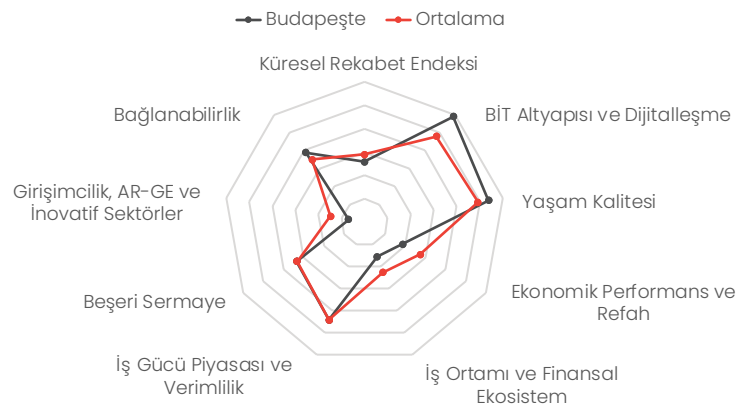 Budapeşte
Ortalama
Küresel Rekabet Endeksi
BİT Altyapısı ve Dijitalleşme
Yaşam Kalitesi
Ekonomik Performans ve
Refah
İş Ortamı ve Finansal
Ekosistem
İş Gücü Piyasası ve
Verimlilik
Beşeri Sermaye
Girişimcilik, AR-GE ve
İnovatif Sektörler
Bağlanabilirlik